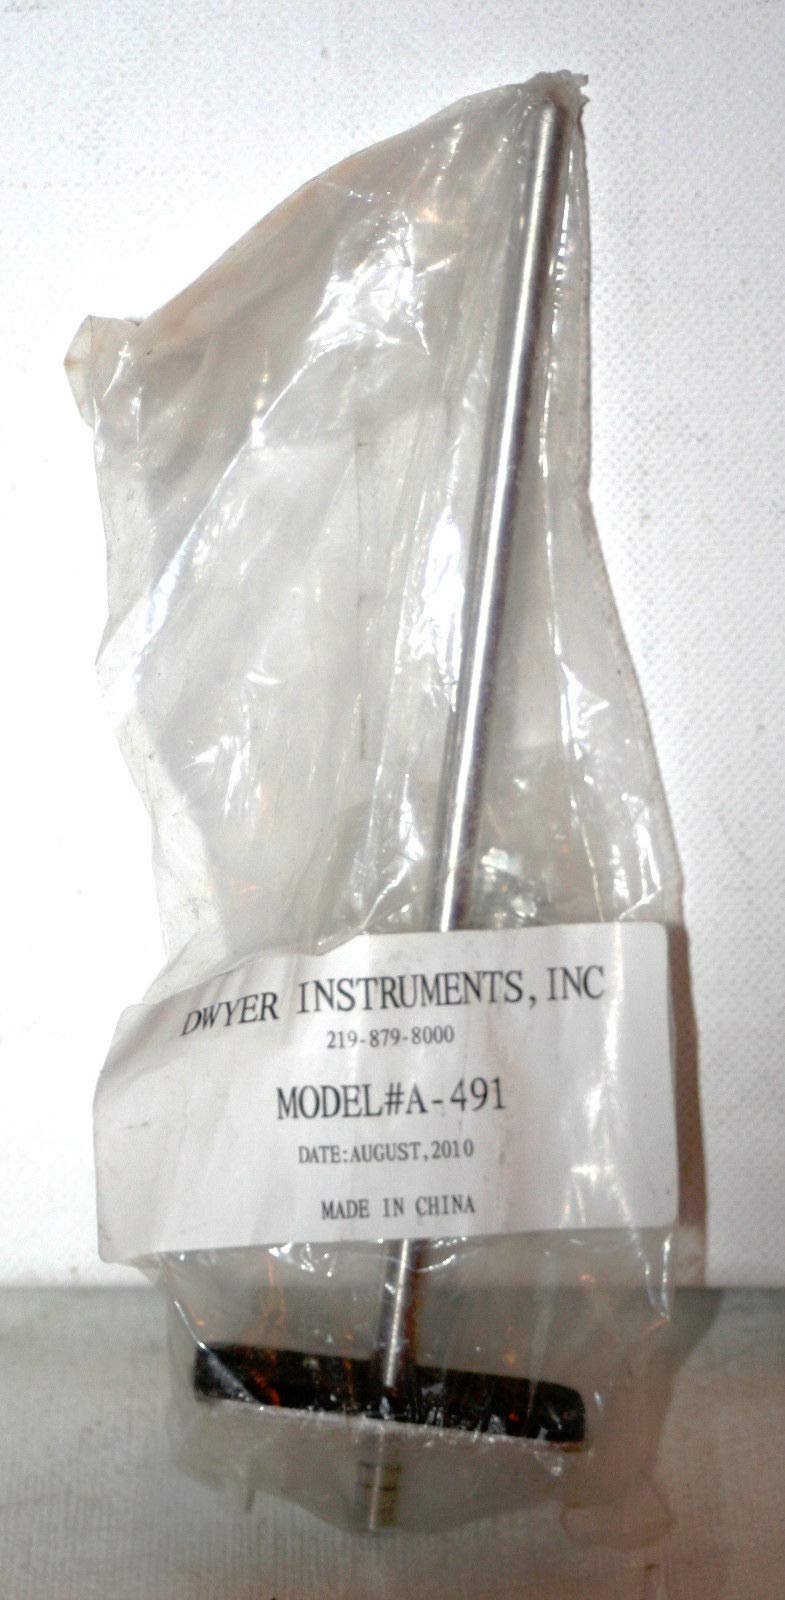 DWYER INSTRUMENTS, INC
219-879-8000
MODEL#A-491
DATE:AUGUST,2010
MADE IN CHINA